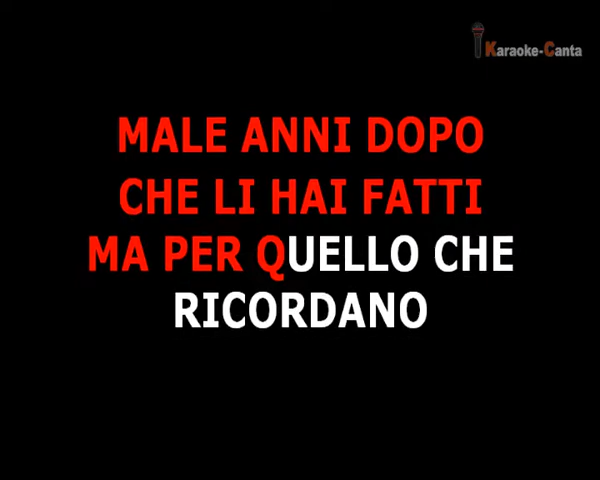 Karaoke-Canta
MALE ANNI DOPO
CHE LI HAI FATTI
MA PER QUELLO CHE
RICORDANO